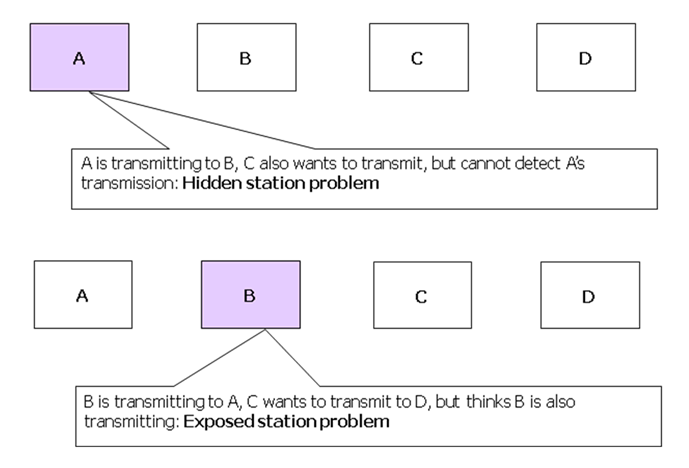 A B C D
A is transmitting to B, C also wants to transmit, but cannot detect A's
transmission: Hidden station problem
A B C D
B is transmitting to A, C wants to transmit to D, but thinks B is also
transmitting: Exposed station problem